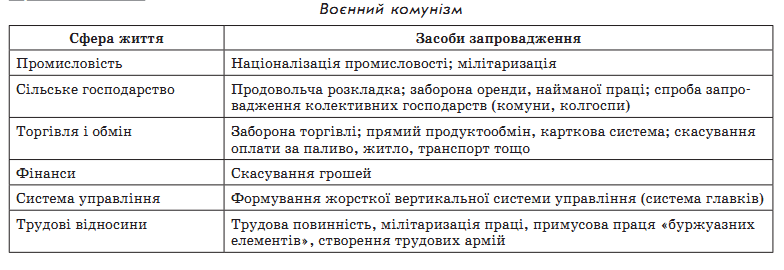 Воєнний комунізм
Сфера життя Засоби запровадження
Промисловість Націоналізація промисловості; мілітаризація
Сільське господарство Продовольча розкладка; заборона оренди, найманої праці; спроба запро-
вадження колективних господарств (комуни, колгоспи)
Торгівля і обмін Заборона торгівлі; прямий продуктообмін, карткова система; скасування
оплати за паливо, житло, транспорт тощо
Фінанси Скасування грошей
Система управління Формування жорсткої вертикальної системи управління (система главків)
Трудові відносини Трудова повинність, мілітаризація праці, примусова праця «буржуазних
елементів», створення трудових армій